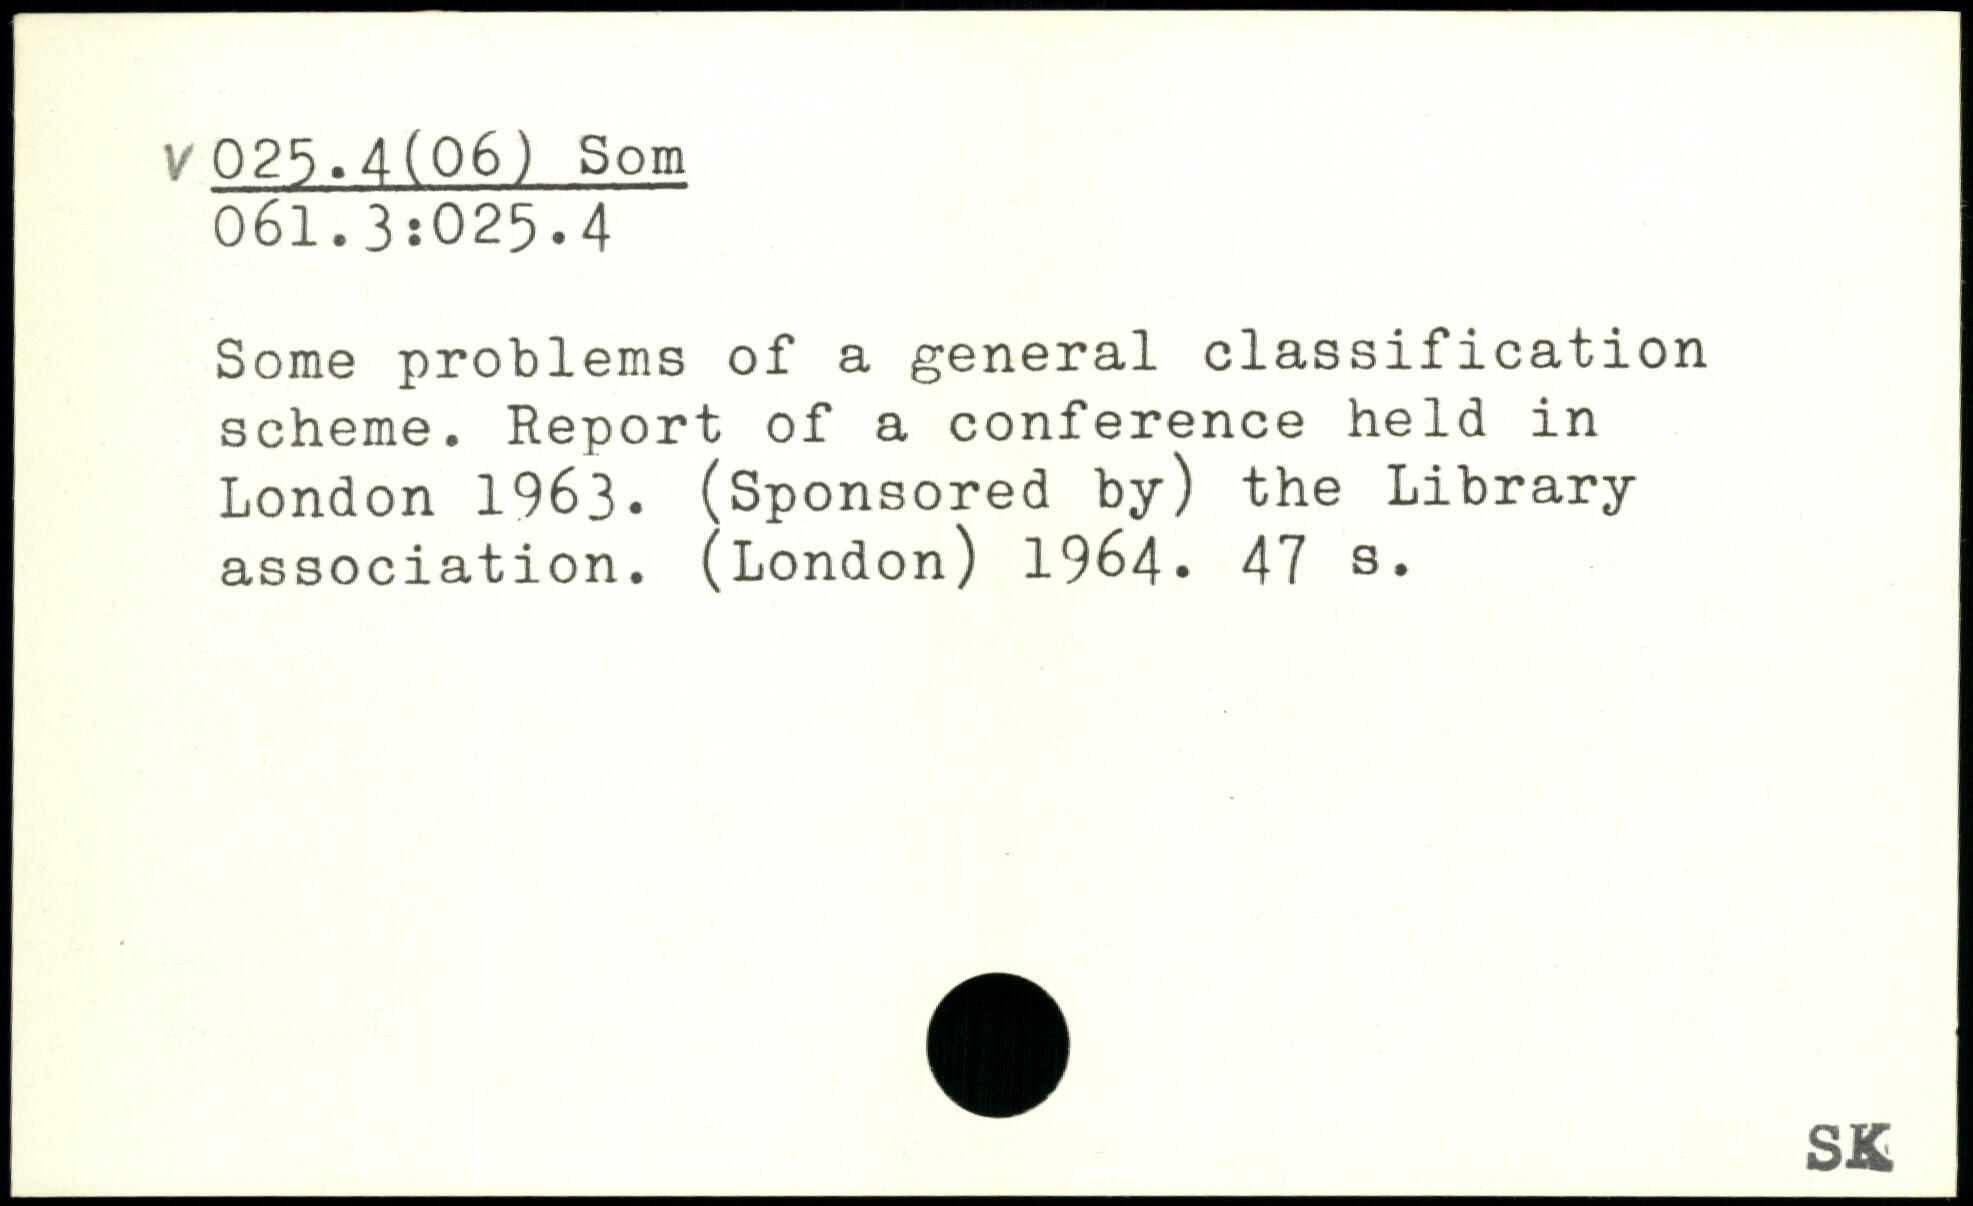 v 025.4(06) Som
061.3:025.4
Some problems of a general classification
scheme. Report of a conference held in
London 1963. (Sponsored by) the Library
association. (London) 1964. 47 s.
SK